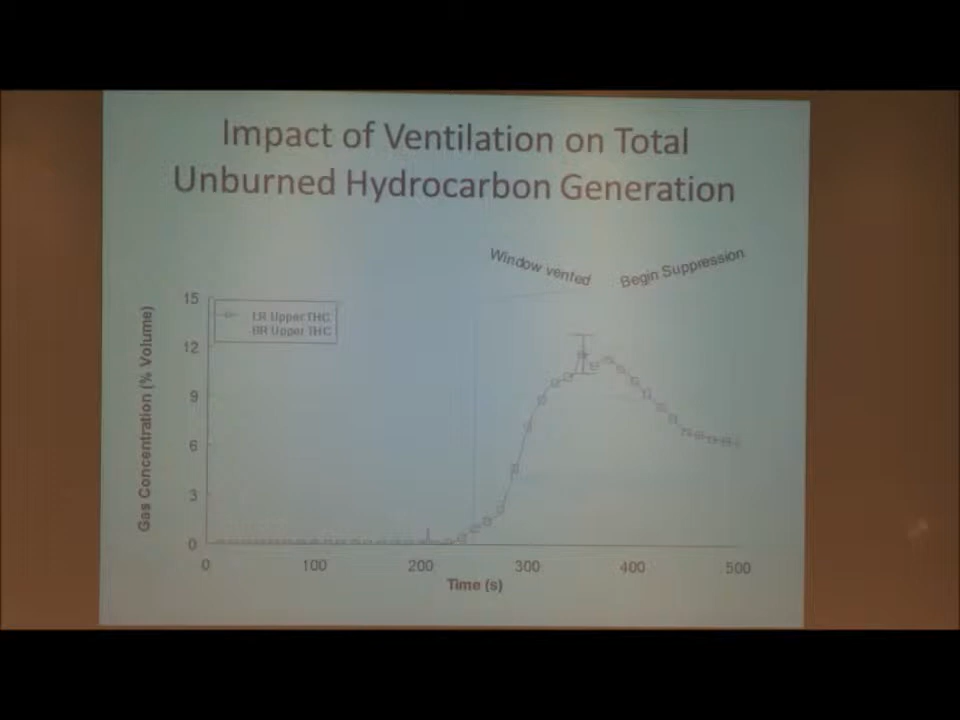 Impact of Ventilation on Total
Unburned Hydrocarbon Generation
Window vented
Begin Suppression
15
12
9
6
3
0
Gas Concentration (% Volume)
LR Upper THC
BR Upper THC
0 100 200 300 400 500
Time (s)